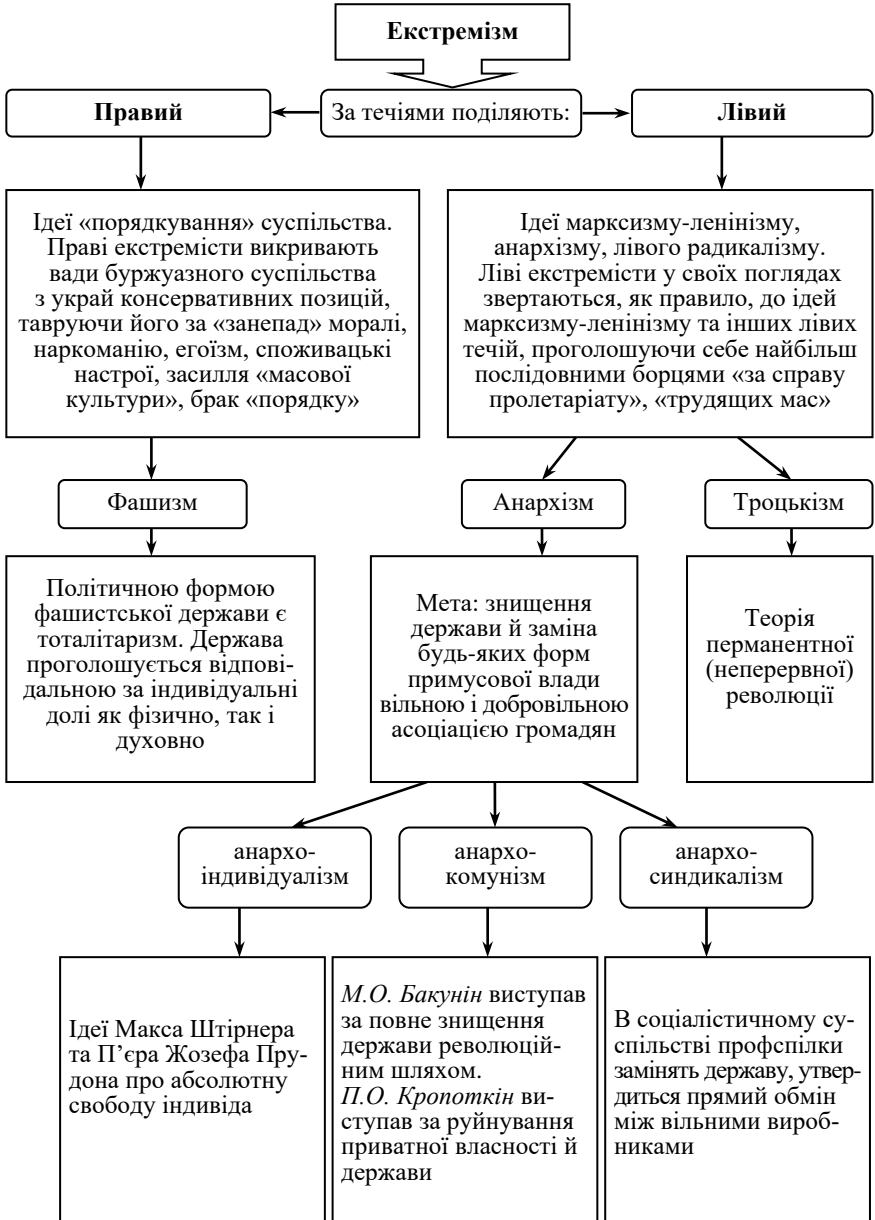 Екстремізм
Правий
За течіями поділяють:
Лівий
Ідеї «порядкування» суспільства.
Праві екстремісти викривають
вади буржуазного суспільства
з украй консервативних позицій,
тавруючи його за «занепад» моралі,
наркоманію, егоїзм, споживацькі
настрої, засилля «масової
культури», брак «порядку»
Ідеї марксизму-ленінізму,
анархізму, лівого радикалізму.
Ліві екстремісти у своїх поглядах
звертаються, як правило, до ідей
марксизму-ленінізму та інших лівих
течій, проголошуючи себе найбільш
послідовними борцями «за справу
пролетаріату», «трудящих мас»
Фашизм
Анархізм
Троцькізм
Політичною формою
фашистської держави є
тоталітаризм. Держава
проголошується відпові-
дальною за індивідуальні
долі як фізично, так і
духовно
Мета: знищення
держави й заміна
будь-яких форм
примусової влади
вільною і добровільною
асоціацією громадян
Теорія
перманентної
(неперервної)
революції
анархо-
індивідуалізм
анархо-
комунізм
анархо-
синдикалізм
Ідеї Макса Штірнера
та П’єра Жозефа Пру-
дона про абсолютну
свободу індивіда
М.О. Бакунін виступав
за повне знищення
держави революцій-
ним шляхом.
П.О. Кропоткін ви-
ступав за руйнування
приватної власності й
держави
В соціалістичному су-
спільстві профспілки
замінять державу, утвер-
диться прямий обмін
між вільними вироб-
никами